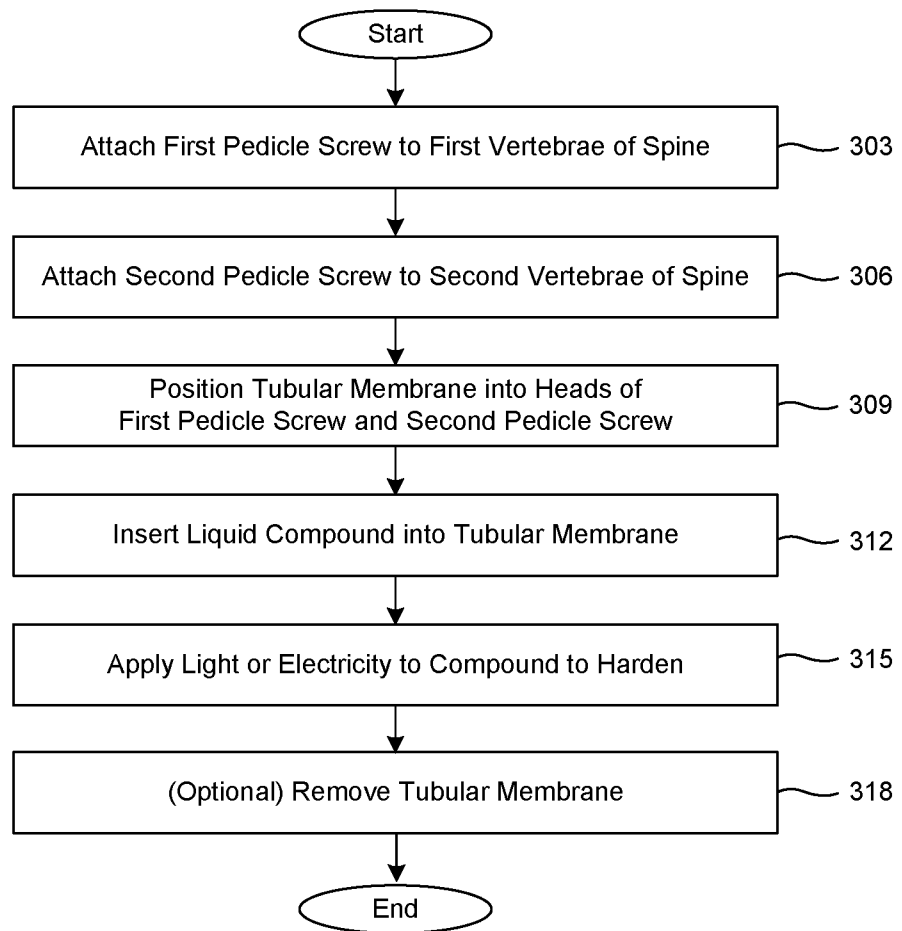 Start
Attach First Pedicle Screw to First Vertebrae of Spine
303
Attach Second Pedicle Screw to Second Vertebrae of Spine
306
Position Tubular Membrane into Heads of
First Pedicle Screw and Second Pedicle Screw
309
Insert Liquid Compound into Tubular Membrane
312
Apply Light or Electricity to Compound to Harden
315
(Optional) Remove Tubular Membrane
318
End